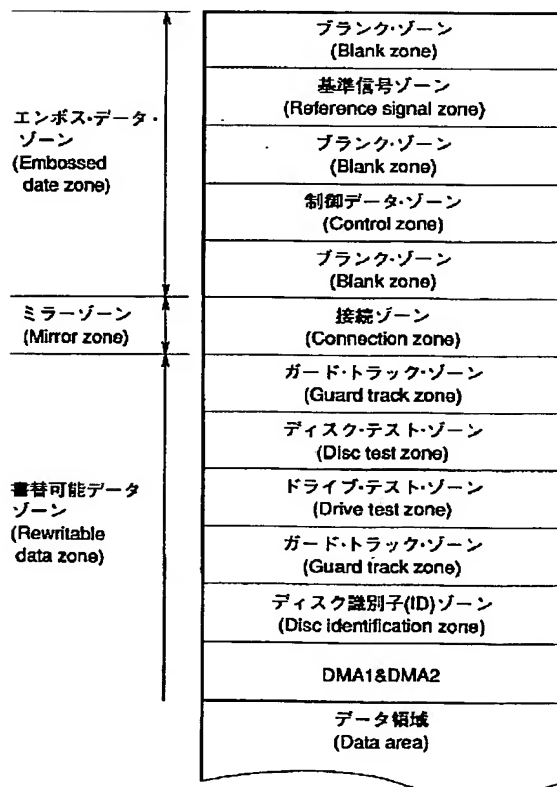 ブランク・ゾーン
(Blank zone)
基準信号ゾーン
(Reference signal zone)
エンボス・データ・
ゾーン
(Embossed
date zone)
ブランク・ゾーン
(Blank zone)
制御データ・ゾーン
(Control zone)
ブランク・ゾーン
(Blank zone)
ミラーゾーン
(Mirror zone)
接続ゾーン
(Connection zone)
ガード・トラック・ゾーン
(Guard track zone)
ディスク・テスト・ゾーン
(Disc test zone)
書替可能データ
ゾーン
(Rewritable
data zone)
ドライブ・テスト・ゾーン
(Drive test zone)
ガード・トラック・ゾーン
(Guard track zone)
ディスク識別子(ID)ゾーン
(Disc identification zone)
DMA1&DMA2
データ領域
(Data area)